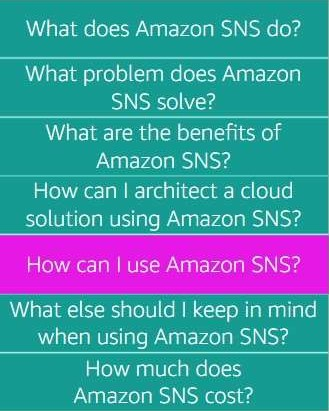 What does Amazon SNS do?
What problem does Amazon
SNS solve?
What are the benefits of
Amazon SNS?
How can I architect a cloud
solution using Amazon SNS?
How can I use Amazon SNS?
What else should I keep in mind
when using Amazon SNS?
How much does
Amazon SNS cost?